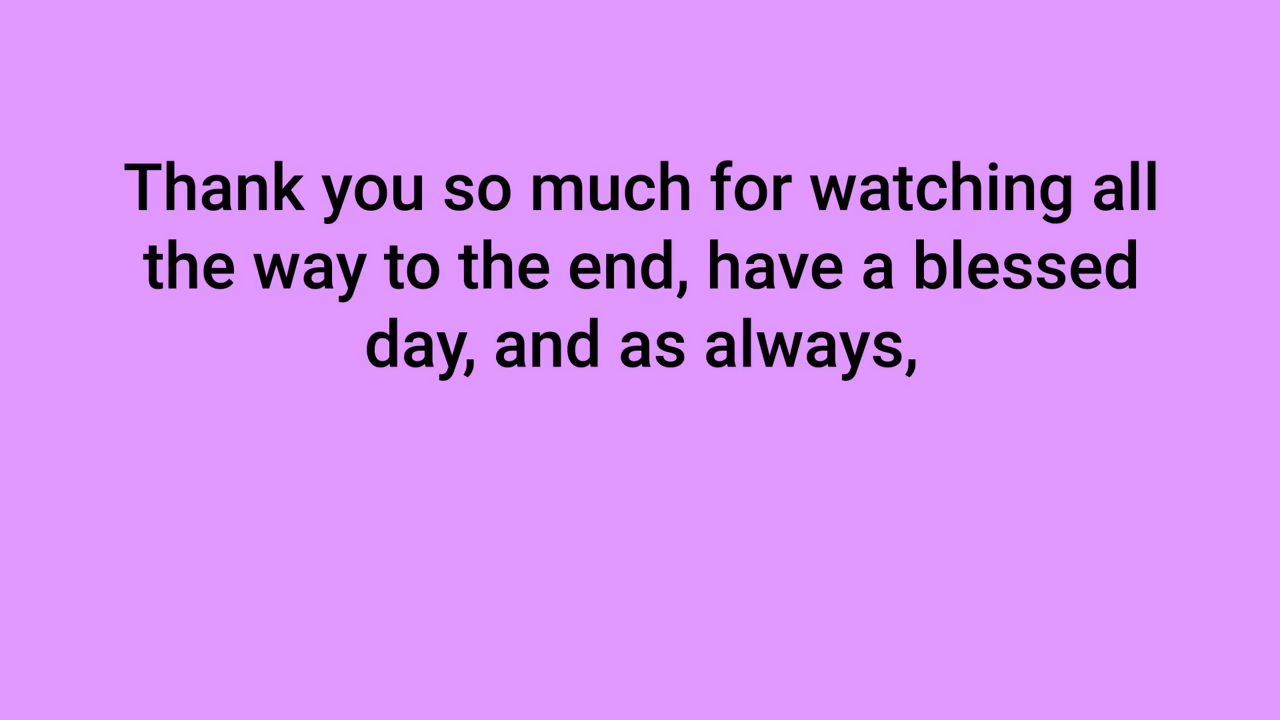 Thank you so much for watching all
the way to the end, have a blessed
day, and as always,